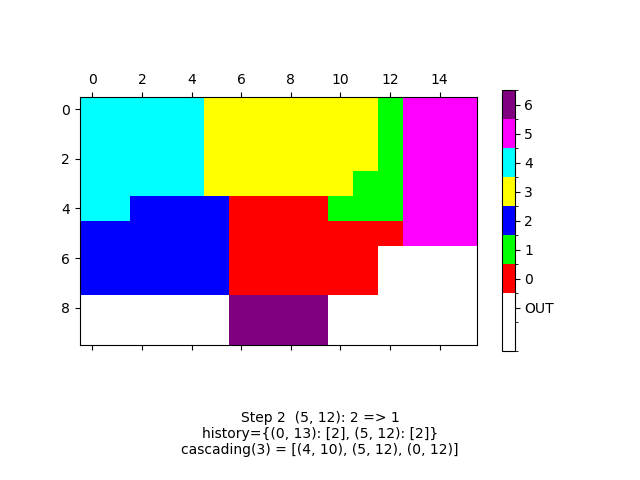 0 2 4 6 8 10 12 14
0
2
4
6
8
6
5
4
3
2
1
0
OUT
Step 2  (5, 12): 2 => 1
history={(0, 13): [2], (5, 12): [2]}
cascading(3) = [(4, 10), (5, 12), (0, 12)]